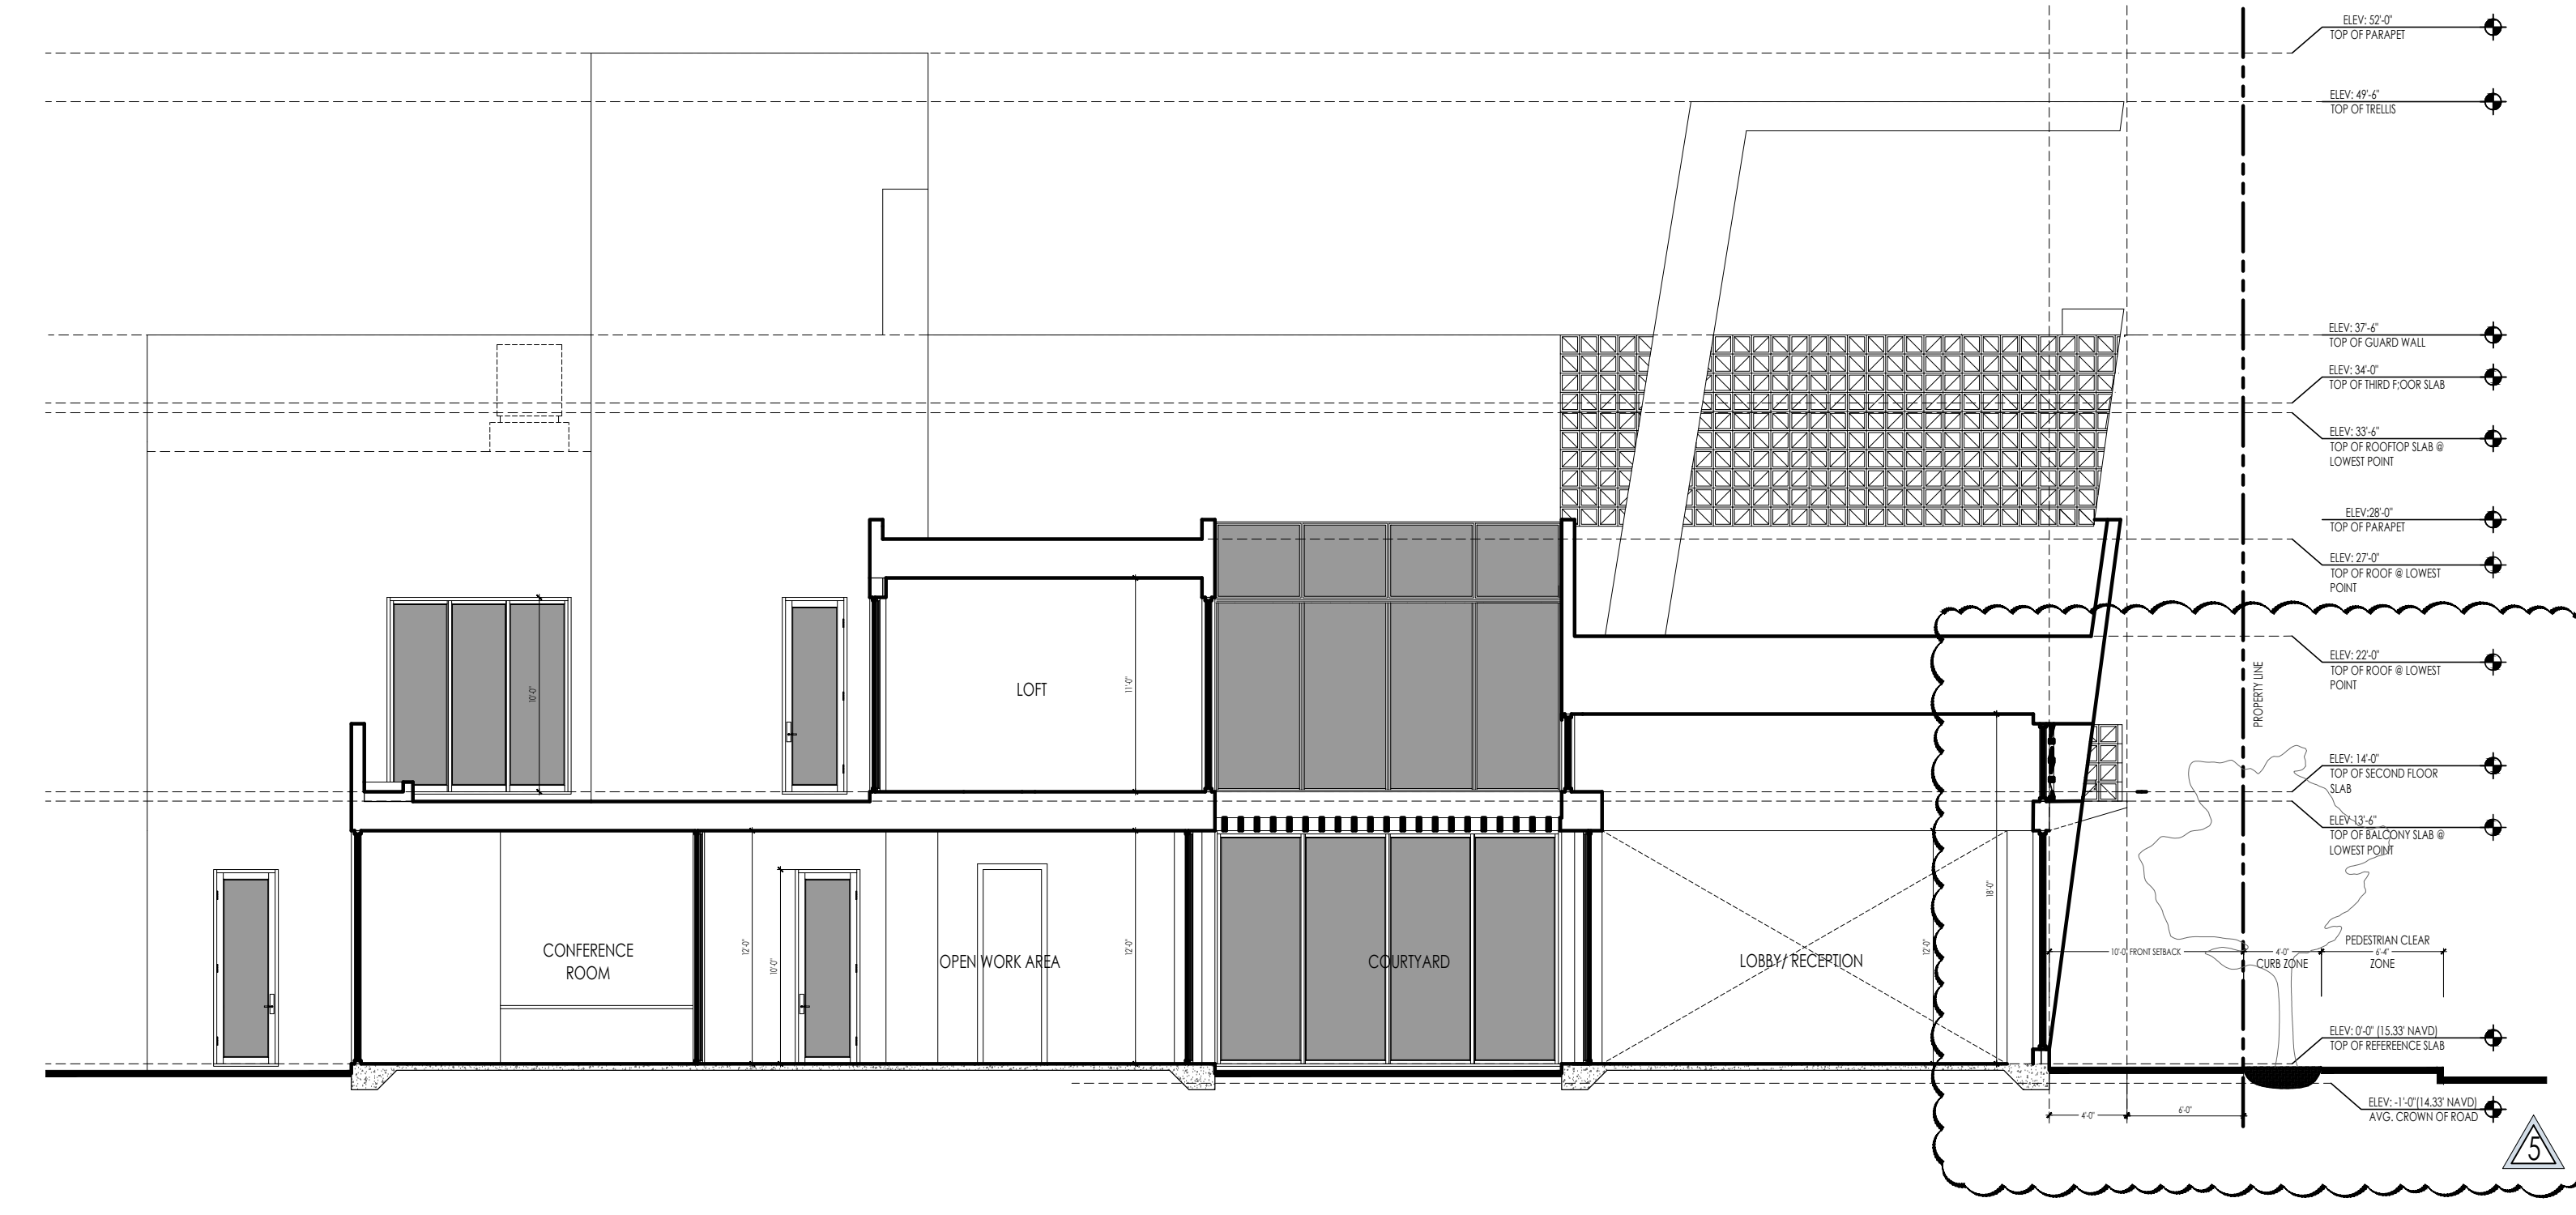 ELEV: 52'-0"
TOP OF PARAPET
ELEV: 49'-6"
TOP OF TRELLIS
ELEV: 37'-6"
TOP OF GUARD WALL
ELEV: 34'-0"
TOP OF THIRD F;OOR SLAB
ELEV: 33'-6"
TOP OF ROOFTOP SLAB @
LOWEST POINT
ELEV:28'-0"
TOP OF PARAPET
ELEV: 27'-0"
TOP OF ROOF @ LOWEST
POINT
ELEV: 22'-0"
TOP OF ROOF @ LOWEST
POINT
PROPERTY LINE
10'-0"
LOFT
11'-0"
ELEV: 14'-0"
TOP OF SECOND FLOOR
SLAB
ELEV 13'-6"
TOP OF BALCONY SLAB @
LOWEST POINT
CONFERENCE
ROOM
12'-0"
10'-0"
OPEN WORK AREA
12'-0"
COURTYARD
LOBBY/ RECEPTION
12'-0"
18'-0"
10'-0" FRONT SETBACK
4'-0"
CURB ZONE
PEDESTRIAN CLEAR
6'-4"
ZONE
ELEV: 0'-0" (15.33' NAVD)
TOP OF REFEREENCE SLAB
ELEV: -1'-0"(14.33' NAVD)
AVG. CROWN OF ROAD
4'-0"
6'-0"
5